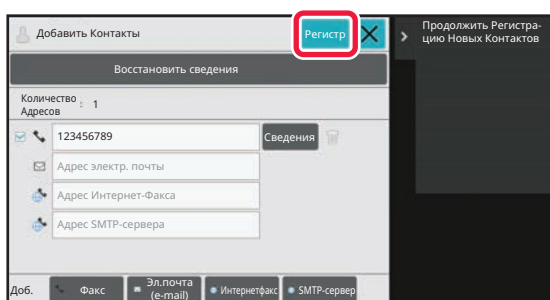 Добавить Контакты
Регистр
Продолжить Регистра-
цию Новых Контактов
Восстановить сведения
Количество
Адресов : 1
123456789
Сведения
Адрес электр. почты
Адрес Интернет-Факса
Адрес SMTP-сервера
Доб.
Факс
Эл.почта
(e-mail)
Интернетфакс
SMTP-сервер